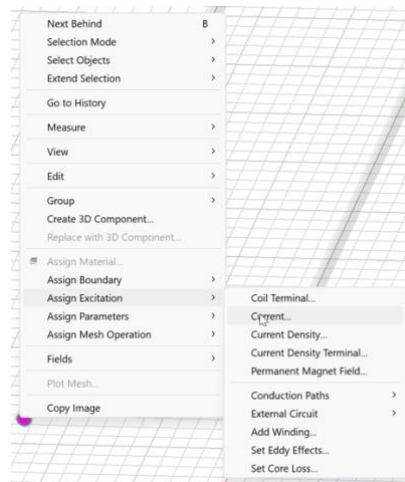 Next Behind B
Selection Mode
Select Objects
Extend Selection
Go to History
Measure
View
Edit
Group
Create 3D Component...
Replace with 3D Component...
Assign Material...
Assign Boundary
Assign Excitation
Assign Parameters
Assign Mesh Operation
Fields
Plot Mesh...
Copy Image
Coil Terminal...
Current...
Current Density...
Current Density Terminal...
Permanent Magnet Field...
Conduction Paths
External Circuit
Add Winding...
Set Eddy Effects...
Set Core Loss...